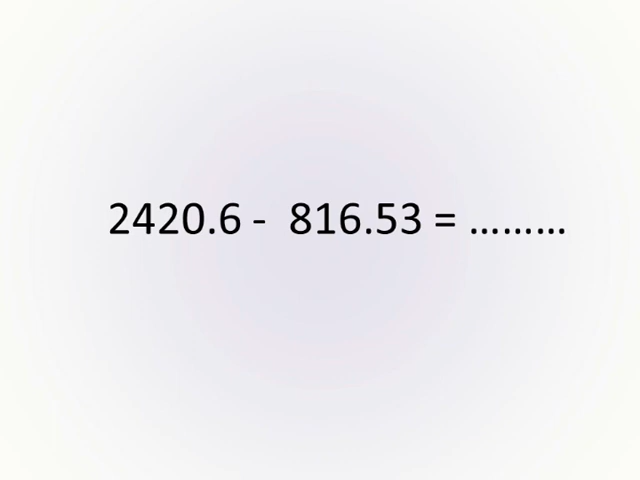 2420.6 - 816.53 = .........